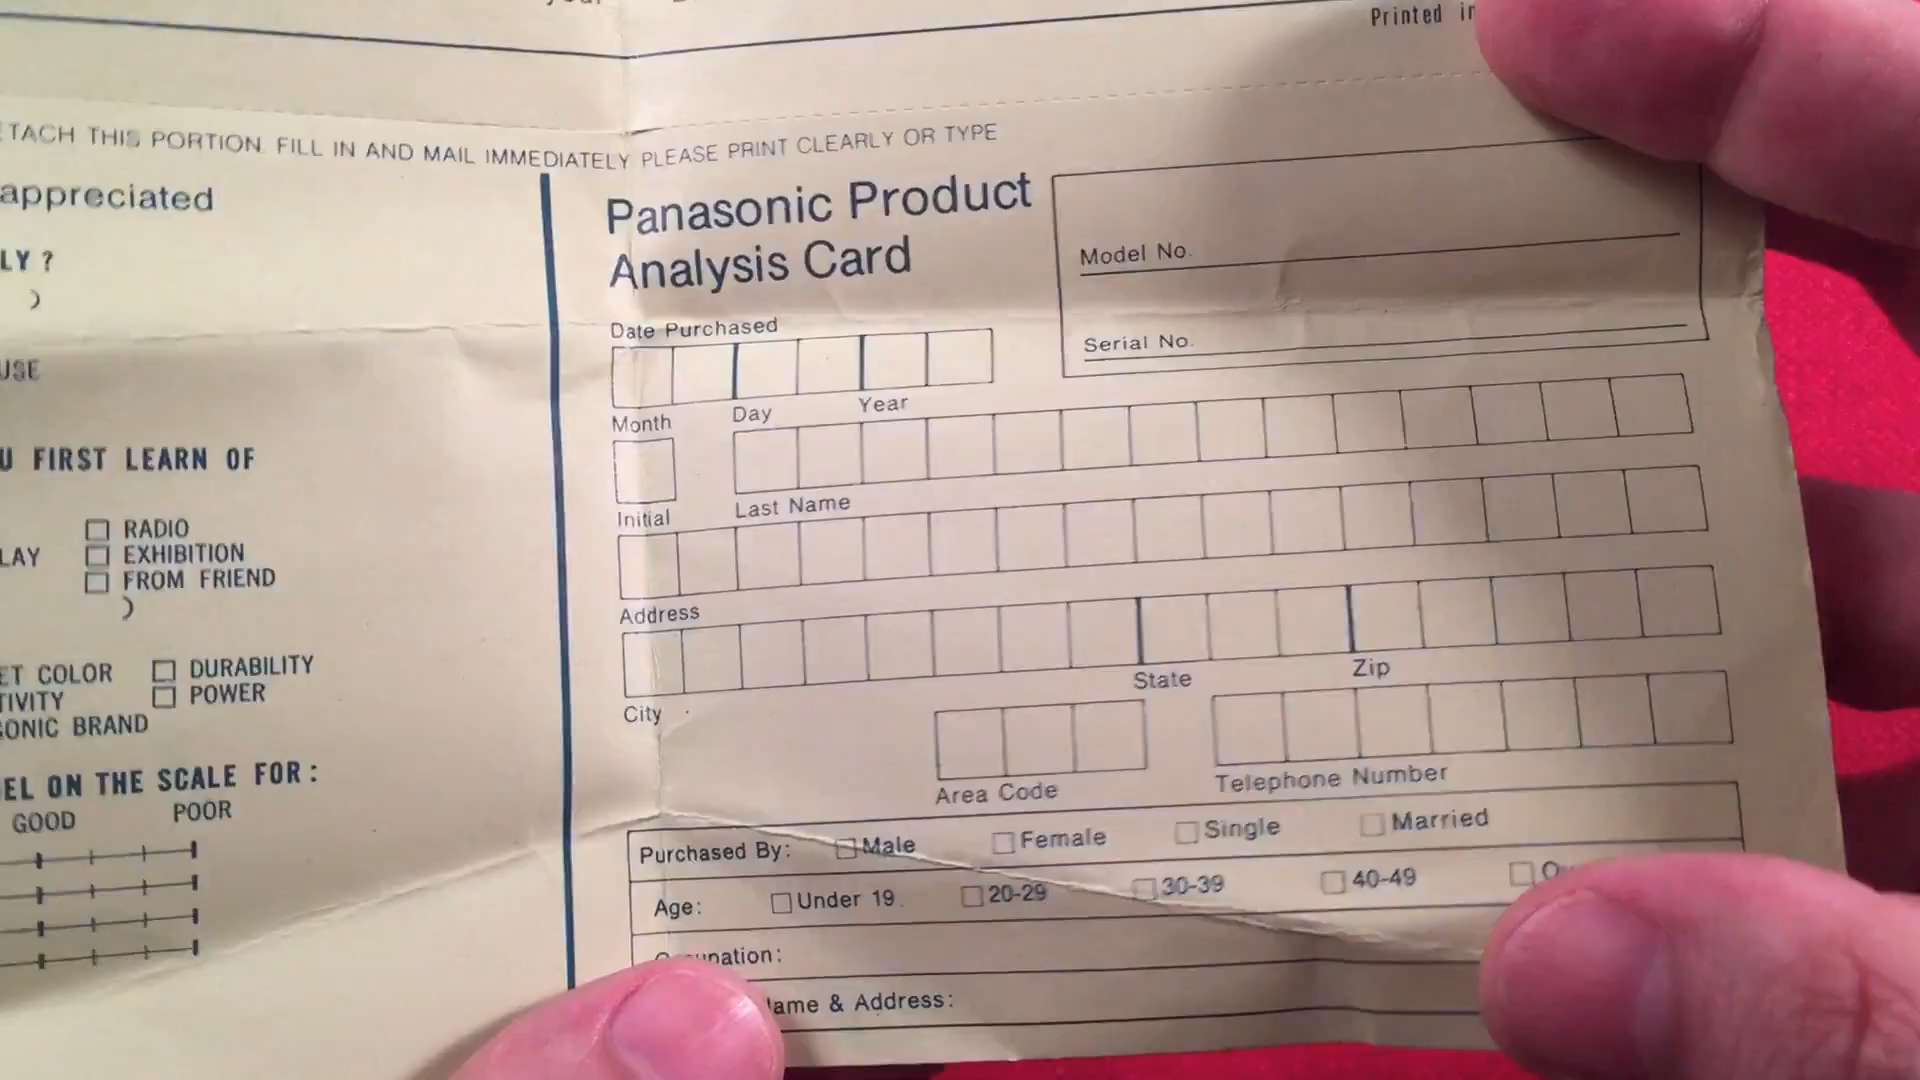 Printed
TACH THIS PORTION. FILL IN AND MAIL IMMEDIATELY PLEASE PRINT CLEARLY OR TYPE
appreciated
LY ?
)
USE
U FIRST LEARN OF
RADIO
LAY EXHIBITION
FROM FRIEND
)
ET COLOR DURABILITY
TIVITY POWER
SONIC BRAND
EL ON THE SCALE FOR :
GOOD POOR
Panasonic Product
Analysis Card
Model No.
Serial No.
Date Purchased
Month Day Year
Initial Last Name
Address
City State Zip
Area Code Telephone Number
Purchased By: Male Female Single Married
Age: Under 19 20-29 30-39 40-49
& Address: